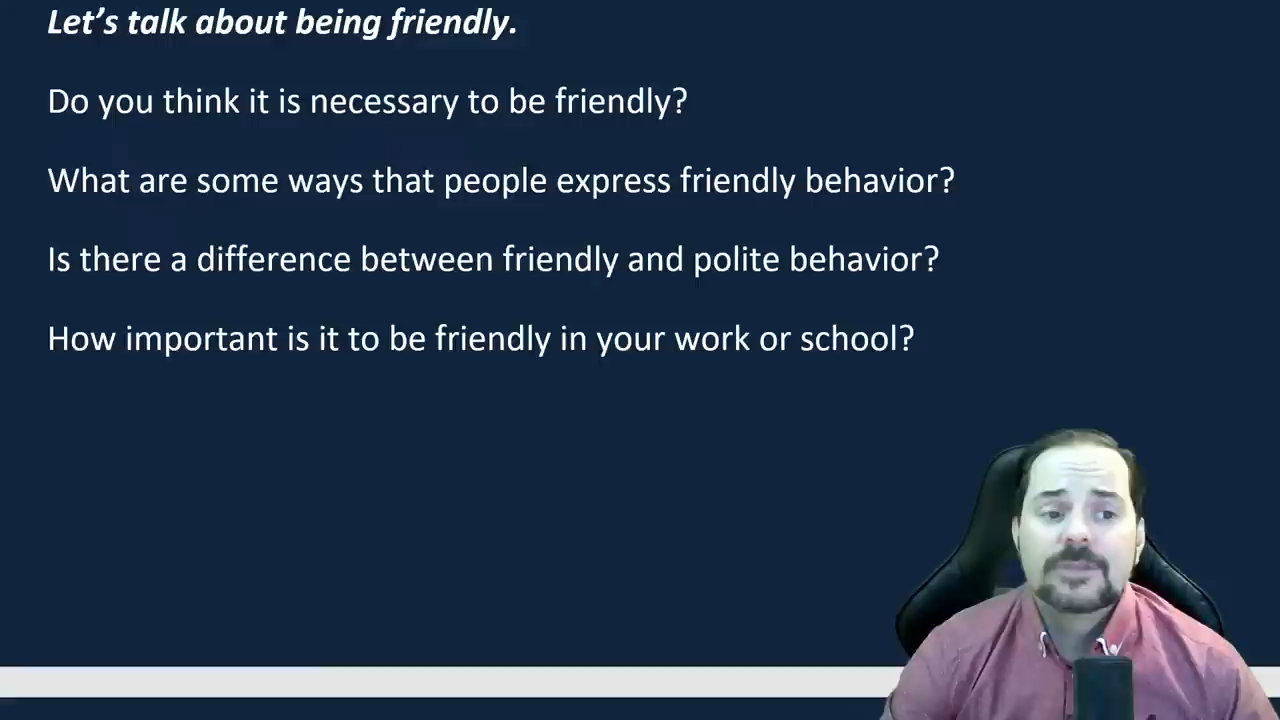 Let’s talk about being friendly.
Do you think it is necessary to be friendly?
What are some ways that people express friendly behavior?
Is there a difference between friendly and polite behavior?
How important is it to be friendly in your work or school?